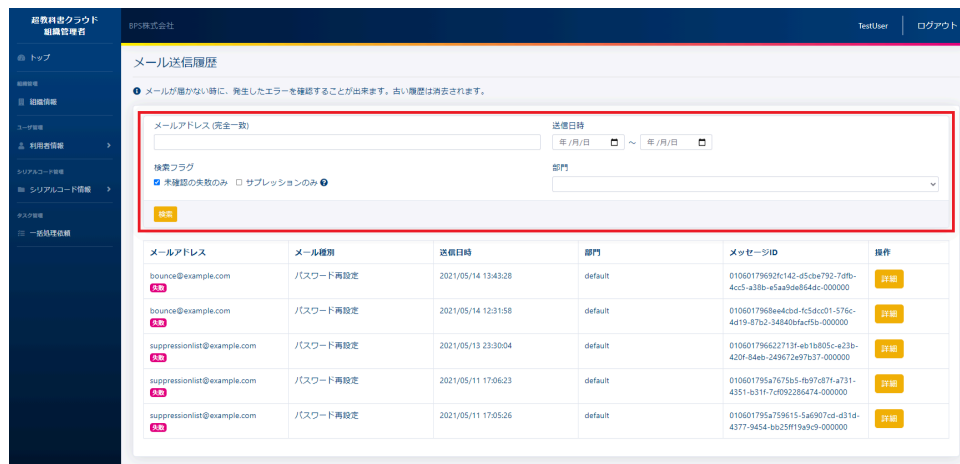 超教科書クラウド
組織管理者
BPS株式会社
TestUser
ログアウト
トップ
組織管理
組織情報
ユーザ管理
利用者情報
シリアルコード管理
シリアルコード情報
タスク管理
一括処理依頼
メール送信履歴
メールが届かない時に、発生したエラーを確認することが出来ます。古い履歴は消去されます。
メールアドレス (完全一致)
送信日時
年 /月/日 ～ 年 /月/日
検索フラグ
部門
未確認の失敗のみ サプレッションのみ
検索
メールアドレス メール種別 送信日時 部門 メッセージID 操作
bounce@example.com パスワード再設定 2021/05/14 13:43:28 default 01060179692fc142-d5cbe792-7dfb- 詳細
失敗 4cc5-a38b-e5aa9de864dc-000000
bounce@example.com パスワード再設定 2021/05/14 12:31:58 default 0106017968ee4cbd-fc5dcc01-576c- 詳細
失敗 4d19-87b2-34840bfacf5b-000000
suppressionlist@example.com パスワード再設定 2021/05/13 23:30:04 default 010601796622713f-eb1b805c-e23b- 詳細
失敗 420f-84eb-249672e97b37-000000
suppressionlist@example.com パスワード再設定 2021/05/11 17:06:23 default 010601795a7675b5-fb97c87f-a731- 詳細
失敗 4351-b31f-7cf092286474-000000
suppressionlist@example.com パスワード再設定 2021/05/11 17:05:26 default 010601795a759615-5a6907cd-d31d- 詳細
失敗 4377-9454-bb25ff19a9c9-000000